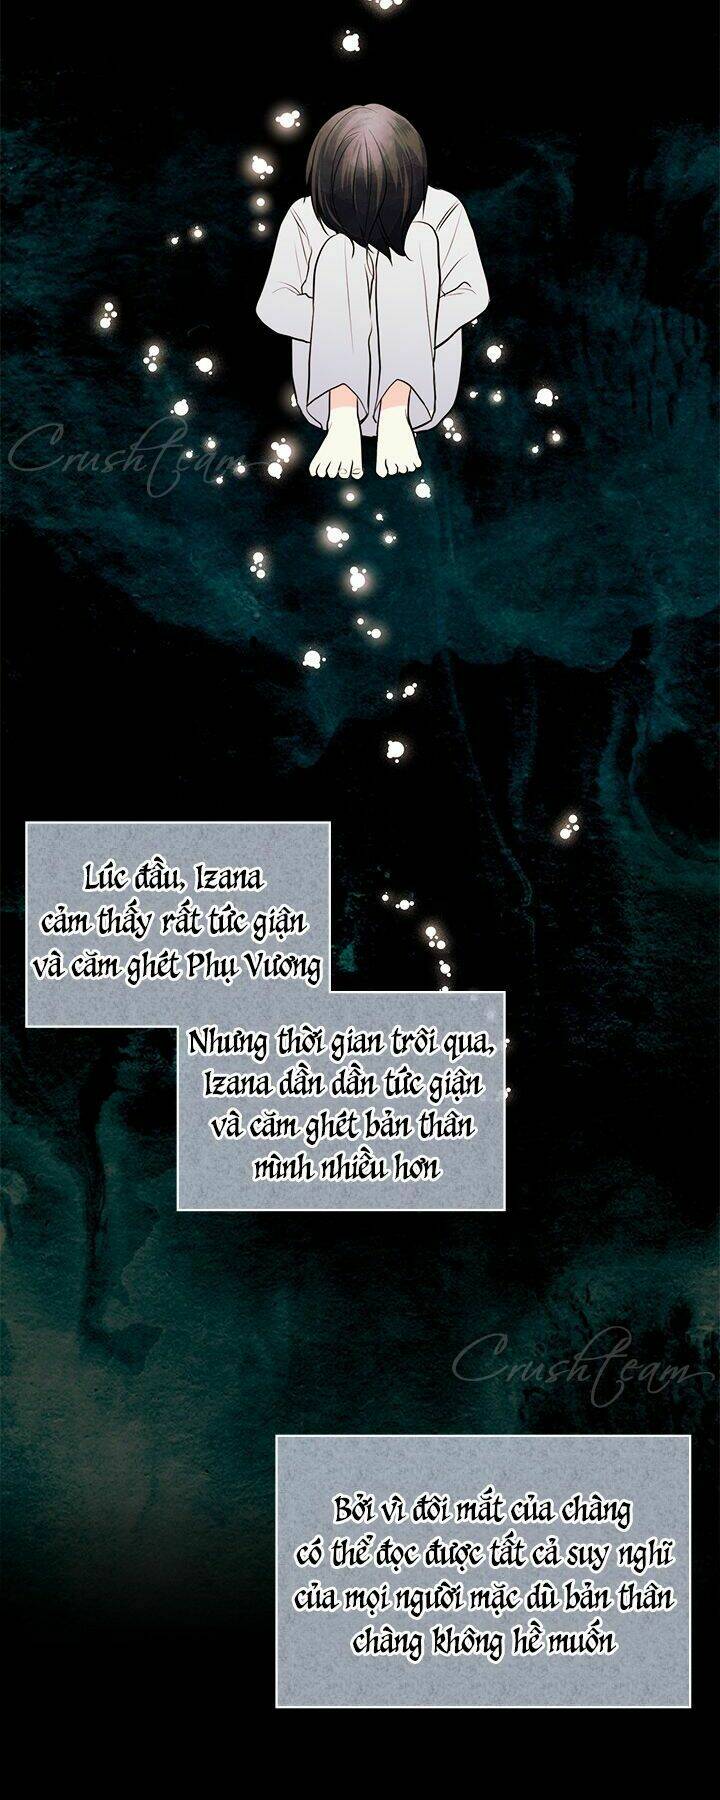 Crushteam
Lúc đầu, Izana
cảm thấy rất tức giận
và căm ghét Phụ Vương
Nhưng thời gian trôi qua,
Izana dần dần tức giận
và căm ghét bản thân
mình nhiều hơn
Crushteam
Bởi vì đôi mắt của chàng
có thể đọc được tất cả suy nghĩ
của mọi người mặc dù bản thân
chàng không hề muốn